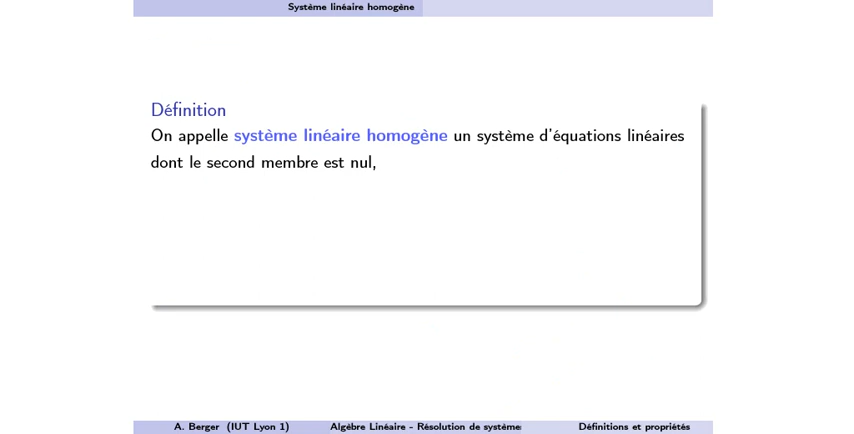 Système linéaire homogène
Définition
On appelle système linéaire homogène un système d'équations linéaires
dont le second membre est nul,
A. Berger (IUT Lyon 1) Algèbre Linéaire - Résolution de systèmes Définitions et propriétés